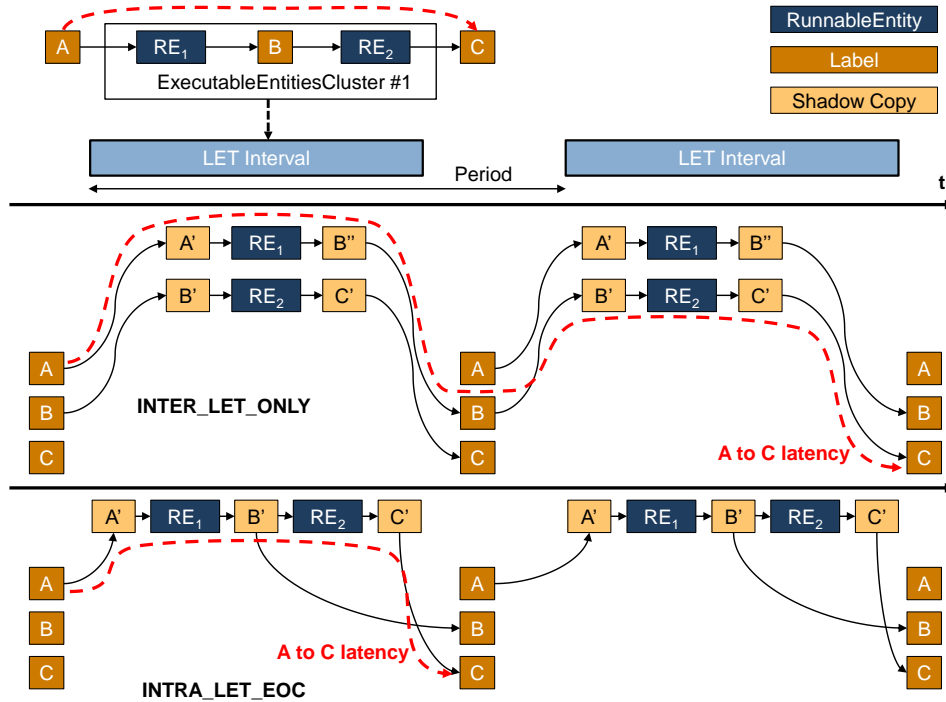 A RE1 B RE2 C
ExecutableEntitiesCluster #1
RunnableEntity
Label
Shadow Copy
LET Interval LET Interval
Period
t
A' RE1 B'' A' RE1 B''
B' RE2 C' B' RE2 C'
A A A
B B B
INTER_LET_ONLY
C C C
A to C latency
A' RE1 B' RE2 C' A' RE1 B' RE2 C'
A A A
B B B
A to C latency
C C C
INTRA_LET_EOC